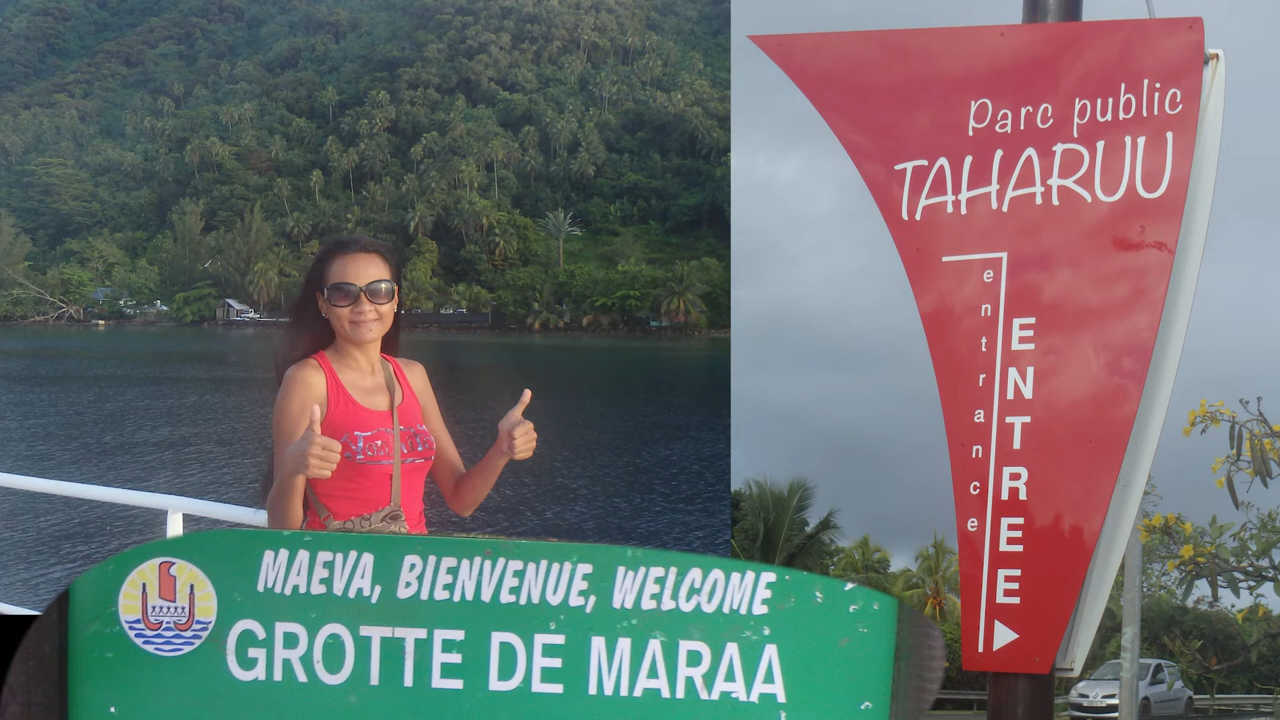 MAEVA, BIENVENUE, WELCOME
GROTTE DE MARAA
Parc public
TAHARUU
entrance
ENTREE